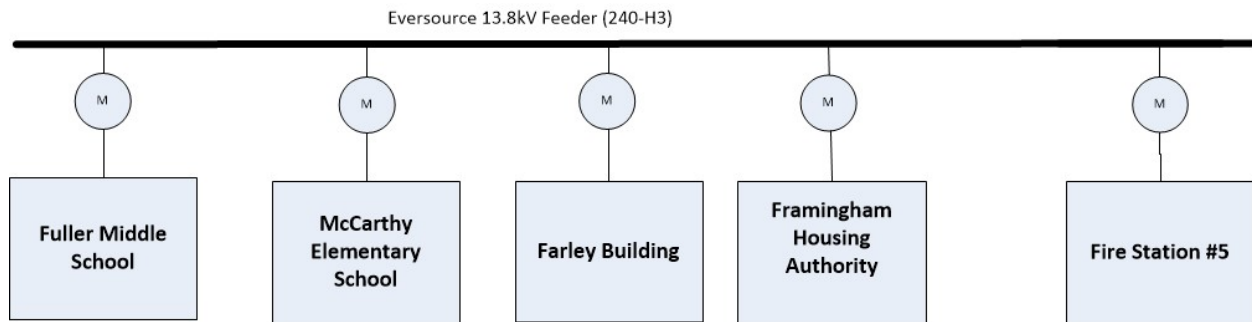 Eversource 13.8kV Feeder (240-H3)
M
M
M
M
M
Fuller Middle
School
McCarthy
Elementary
School
Farley Building
Framingham
Housing
Authority
Fire Station #5